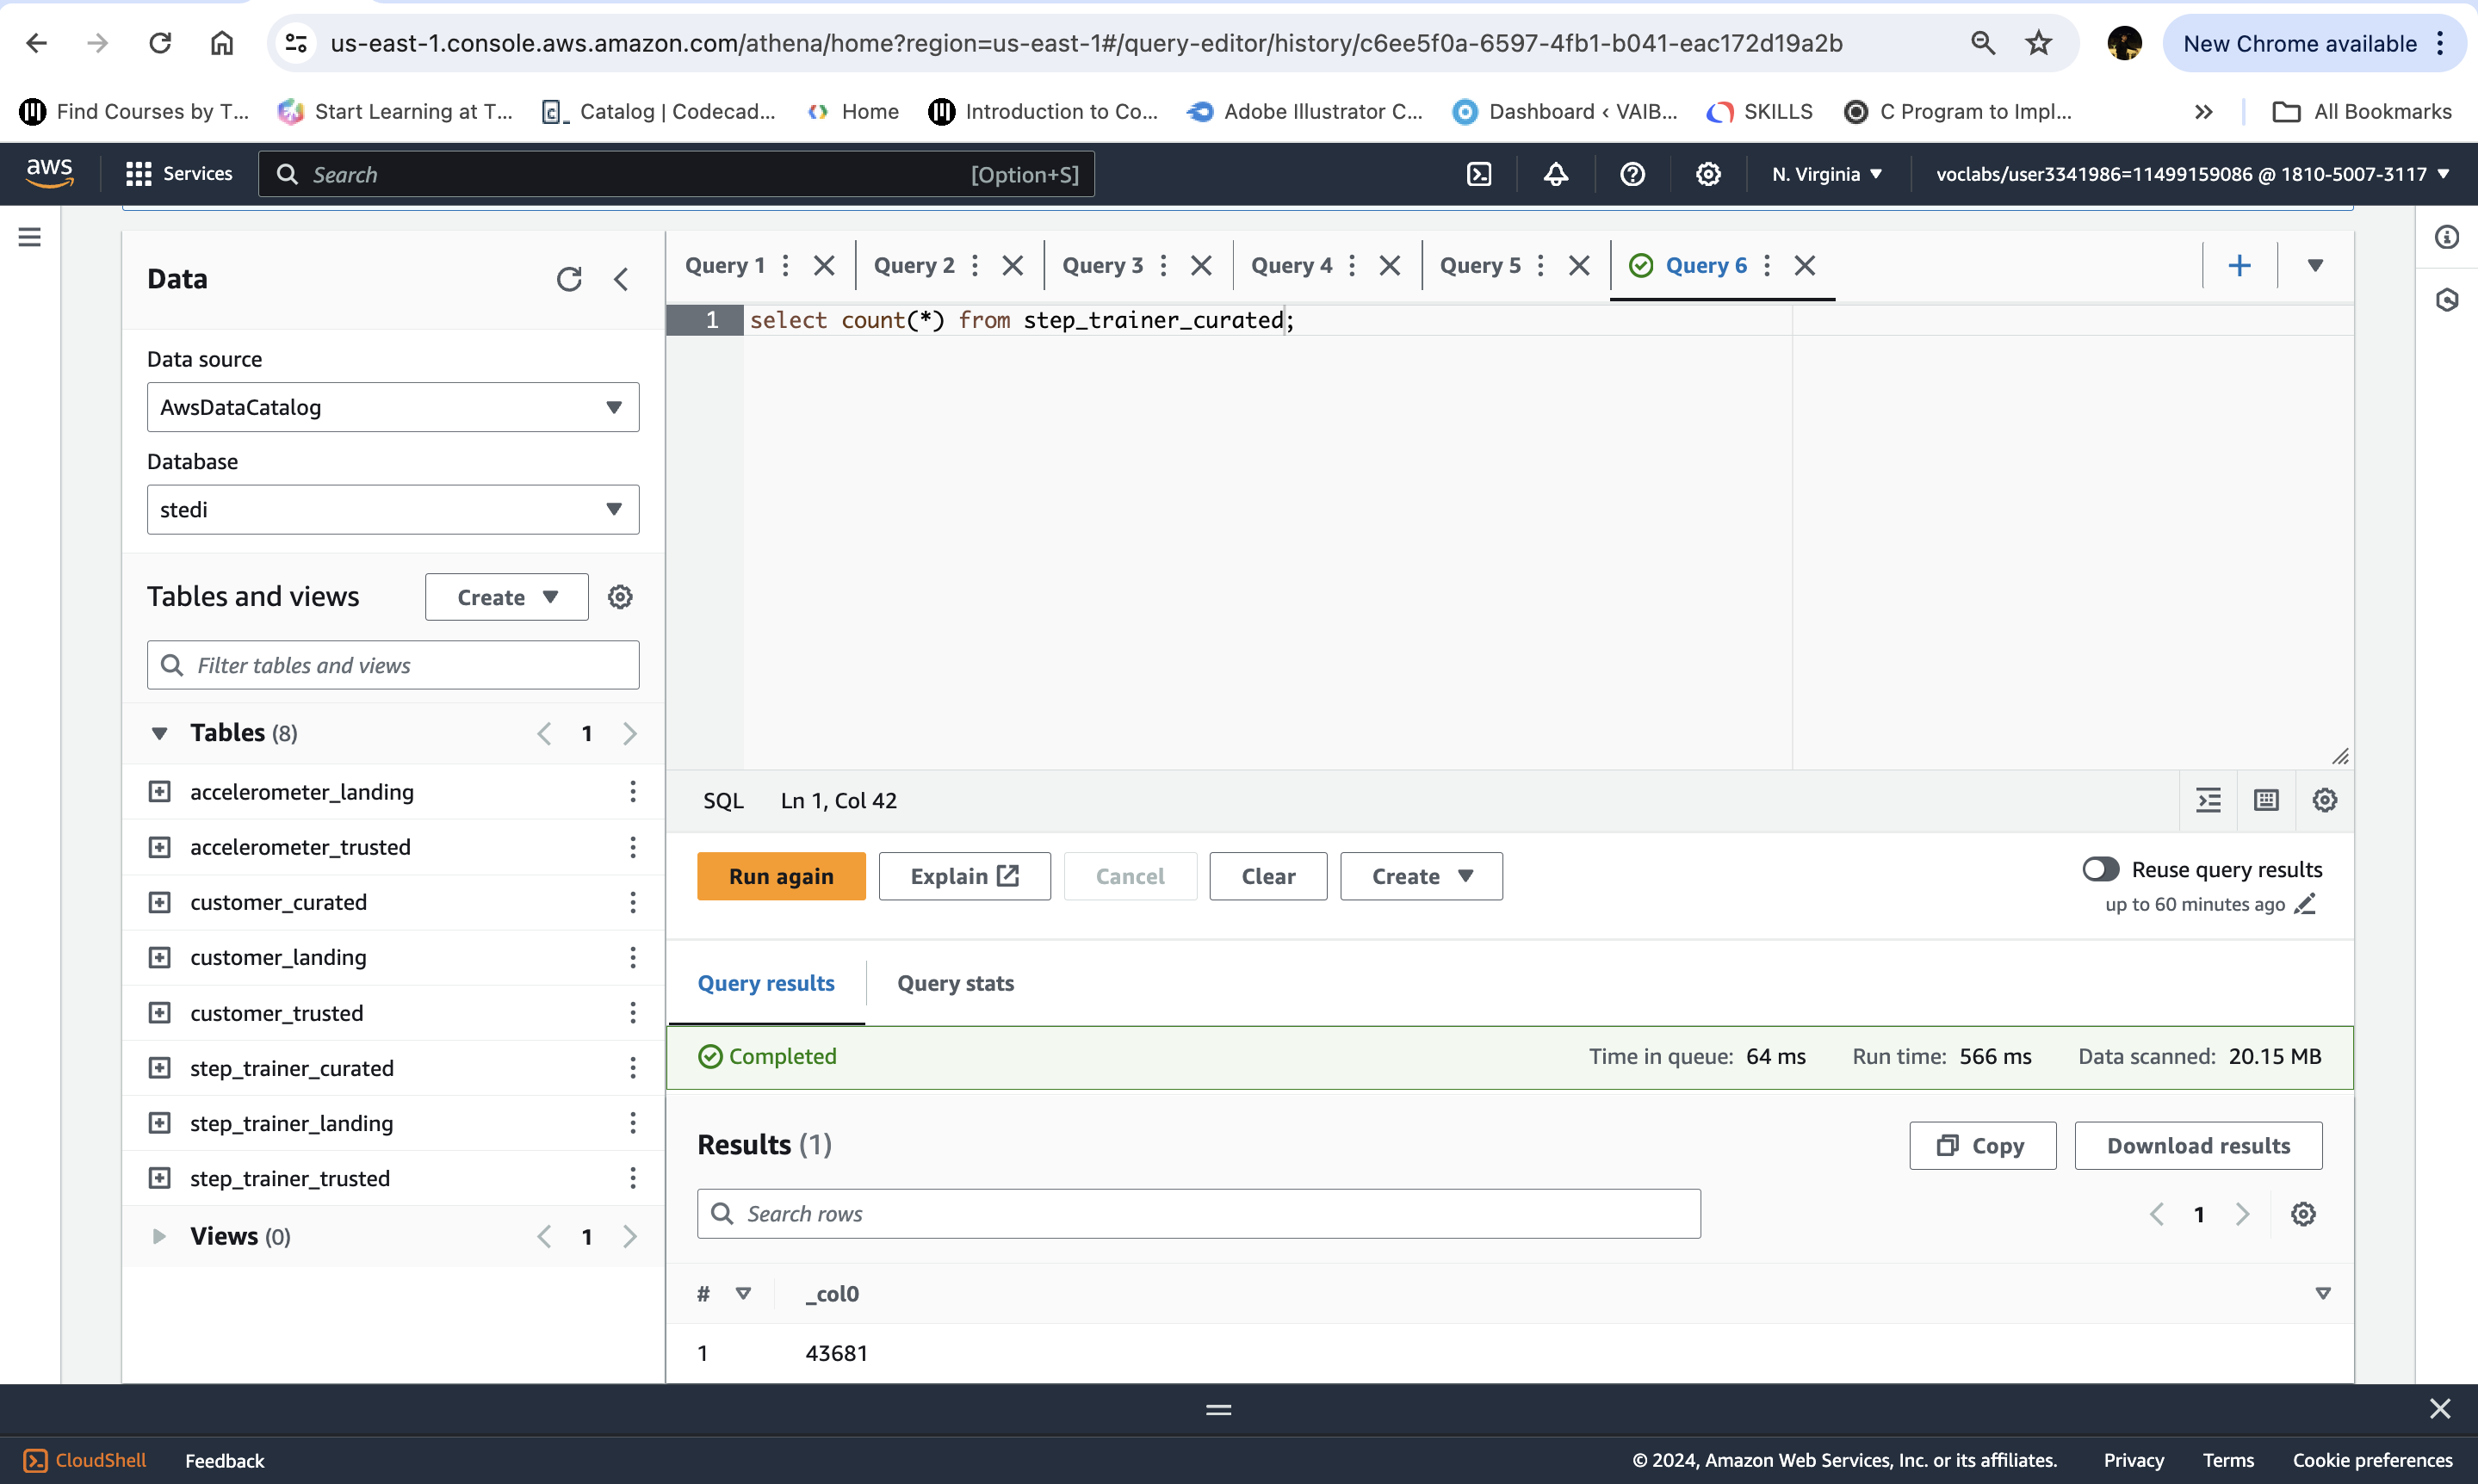 us-east-1.console.aws.amazon.com/athena/home?region=us-east-1#/query-editor/history/c6ee5f0a-6597-4fb1-b041-eac172d19a2b
New Chrome available
Find Courses by T...
Start Learning at T...
Catalog | Codecad...
Home
Introduction to Co...
Adobe Illustrator C...
Dashboard ‹ VAIB...
SKILLS
C Program to Impl...
All Bookmarks
aws
Services
Search
[Option+S]
N. Virginia
voclabs/user3341986=11499159086 @ 1810-5007-3117
Data
Data source
AwsDataCatalog
Database
stedi
Tables and views
Create
Filter tables and views
Tables (8)
1
accelerometer_landing
accelerometer_trusted
customer_curated
customer_landing
customer_trusted
step_trainer_curated
step_trainer_landing
step_trainer_trusted
Views (0)
1
Query 1
Query 2
Query 3
Query 4
Query 5
Query 6
1 select count(*) from step_trainer_curated;
SQL Ln 1, Col 42
Run again
Explain
Cancel
Clear
Create
Reuse query results
up to 60 minutes ago
Query results
Query stats
Completed
Time in queue: 64 ms
Run time: 566 ms
Data scanned: 20.15 MB
Results (1)
Copy
Download results
Search rows
1
# _col0
1 43681
CloudShell
Feedback
© 2024, Amazon Web Services, Inc. or its affiliates.
Privacy
Terms
Cookie preferences